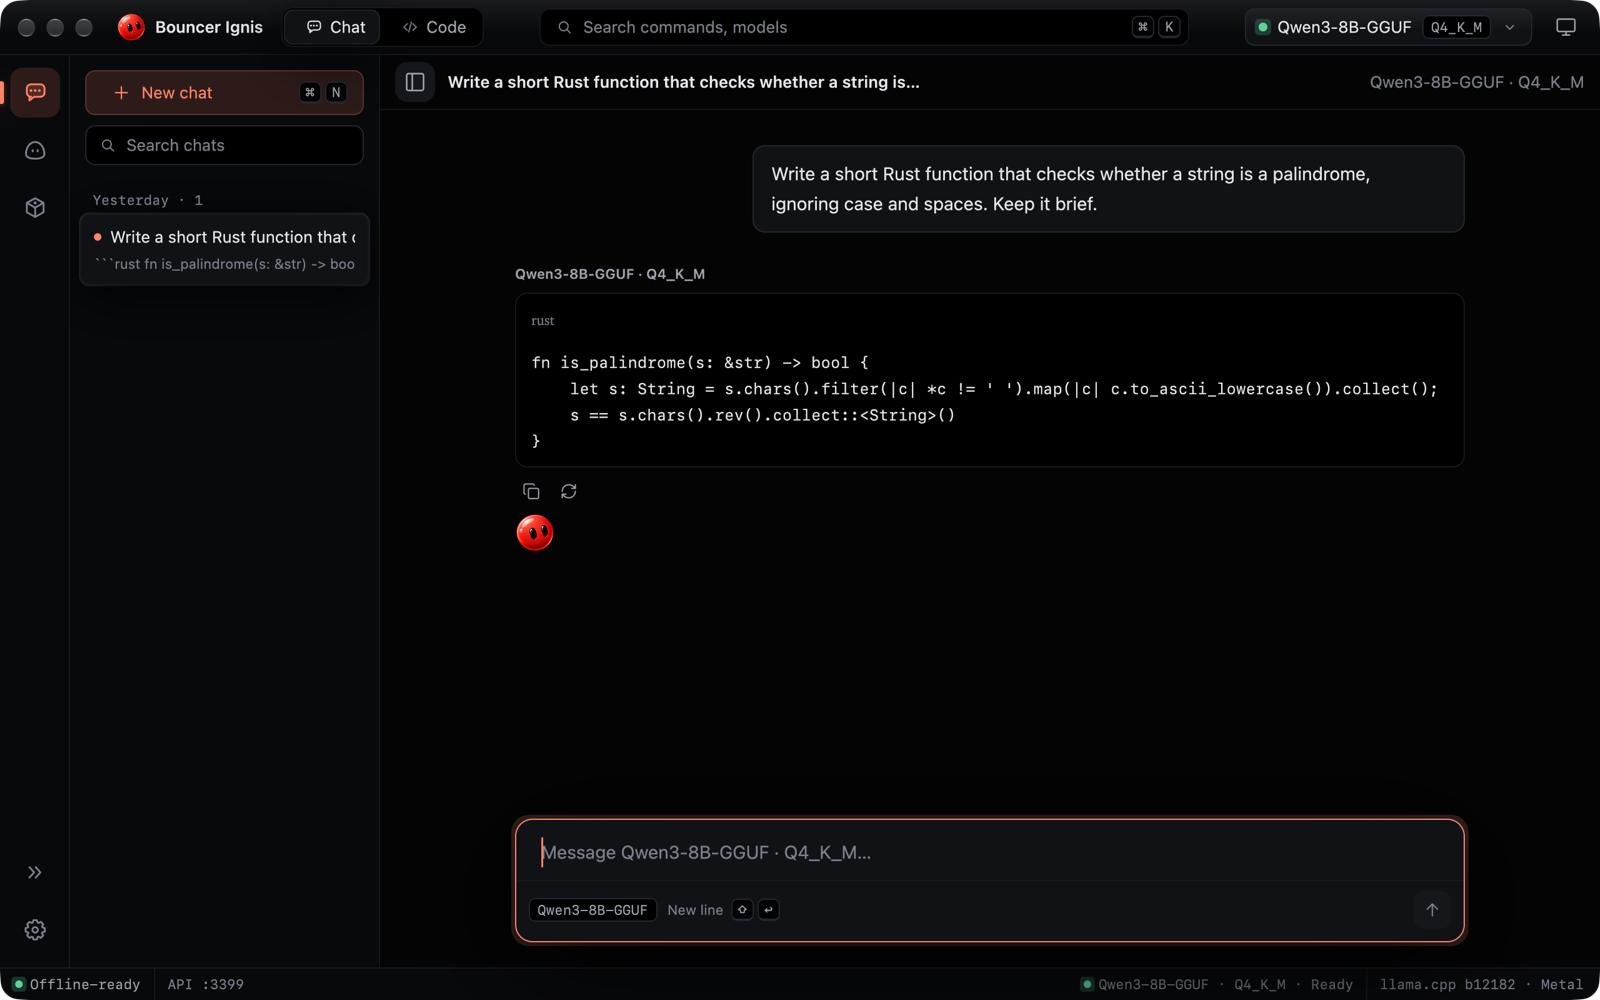 Bouncer Ignis
Chat
Code
Search commands, models
⌘ K
Qwen3-8B-GGUF Q4_K_M
New chat
⌘ N
Search chats
Yesterday · 1
Write a short Rust function that
```rust fn is_palindrome(s: &str) -> boo
Write a short Rust function that checks whether a string is...
Qwen3-8B-GGUF · Q4_K_M
Write a short Rust function that checks whether a string is a palindrome,
ignoring case and spaces. Keep it brief.
Qwen3-8B-GGUF · Q4_K_M
rust
fn is_palindrome(s: &str) -> bool {
    let s: String = s.chars().filter(|c| *c != ' ').map(|c| c.to_ascii_lowercase()).collect();
    s == s.chars().rev().collect::<String>()
}
Message Qwen3-8B-GGUF · Q4_K_M...
Qwen3-8B-GGUF New line
Offline-ready
API :3399
Qwen3-8B-GGUF · Q4_K_M · Ready
llama.cpp b12182 · Metal